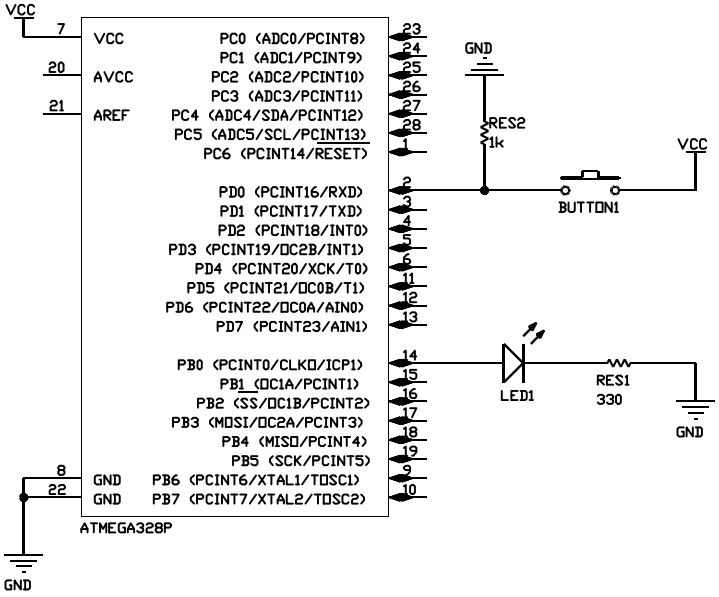 VCC
7 VCC
20 AVCC
21 AREF
PC0 (ADC0/PCINT8) 23
PC1 (ADC1/PCINT9) 24
PC2 (ADC2/PCINT10) 25
PC3 (ADC3/PCINT11) 26
PC4 (ADC4/SDA/PCINT12) 27
PC5 (ADC5/SCL/PCINT13) 28
PC6 (PCINT14/RESET) 1
PD0 (PCINT16/RXD) 2
PD1 (PCINT17/TXD) 3
PD2 (PCINT18/INT0) 4
PD3 (PCINT19/OC2B/INT1) 5
PD4 (PCINT20/XCK/T0) 6
PD5 (PCINT21/OC0B/T1) 11
PD6 (PCINT22/OC0A/AIN0) 12
PD7 (PCINT23/AIN1) 13
PB0 (PCINT0/CLKO/ICP1) 14
PB1 (OC1A/PCINT1) 15
PB2 (SS/OC1B/PCINT2) 16
PB3 (MOSI/OC2A/PCINT3) 17
PB4 (MISO/PCINT4) 18
PB5 (SCK/PCINT5) 19
8 GND PB6 (PCINT6/XTAL1/TOSC1) 9
22 GND PB7 (PCINT7/XTAL2/TOSC2) 10
ATMEGA328P
GND
GND
RES2
1k
VCC
BUTTON1
LED1
RES1
330
GND